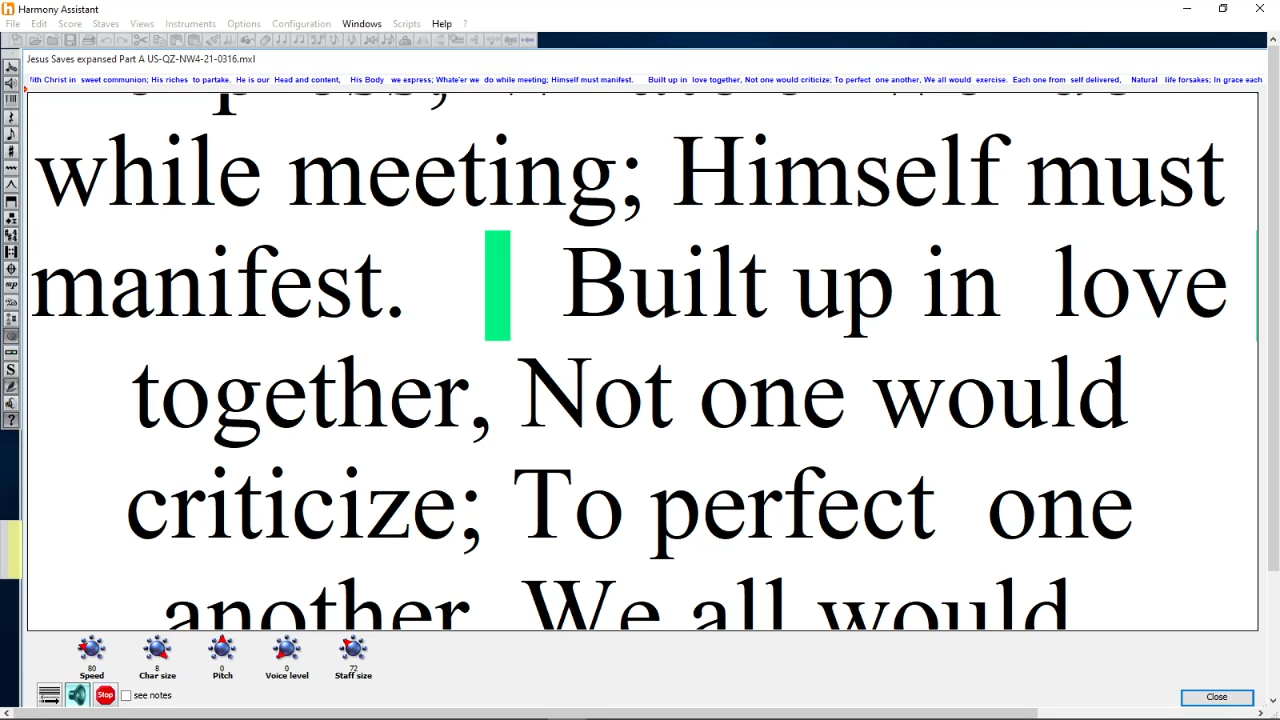 Harmony Assistant
File Edit Score Staves Views Instruments Options Configuration Windows Scripts Help ?
Jesus Saves expansed Part A US-QZ-NW4-21-0316.mxl
ith Christ in sweet communion; His riches to partake. He is our Head and content, His Body we express; Whate'er we do while meeting; Himself must manifest. Built up in love together, Not one would criticize; To perfect one another, We all would exercise. Each one from self delivered, Natural life forsakes; In grace each
while meeting; Himself must
manifest. Built up in love
together, Not one would
criticize; To perfect one
another, We all would
80 8 0 0 72
Speed Char size Pitch Voice level Staff size
Stop see notes Close